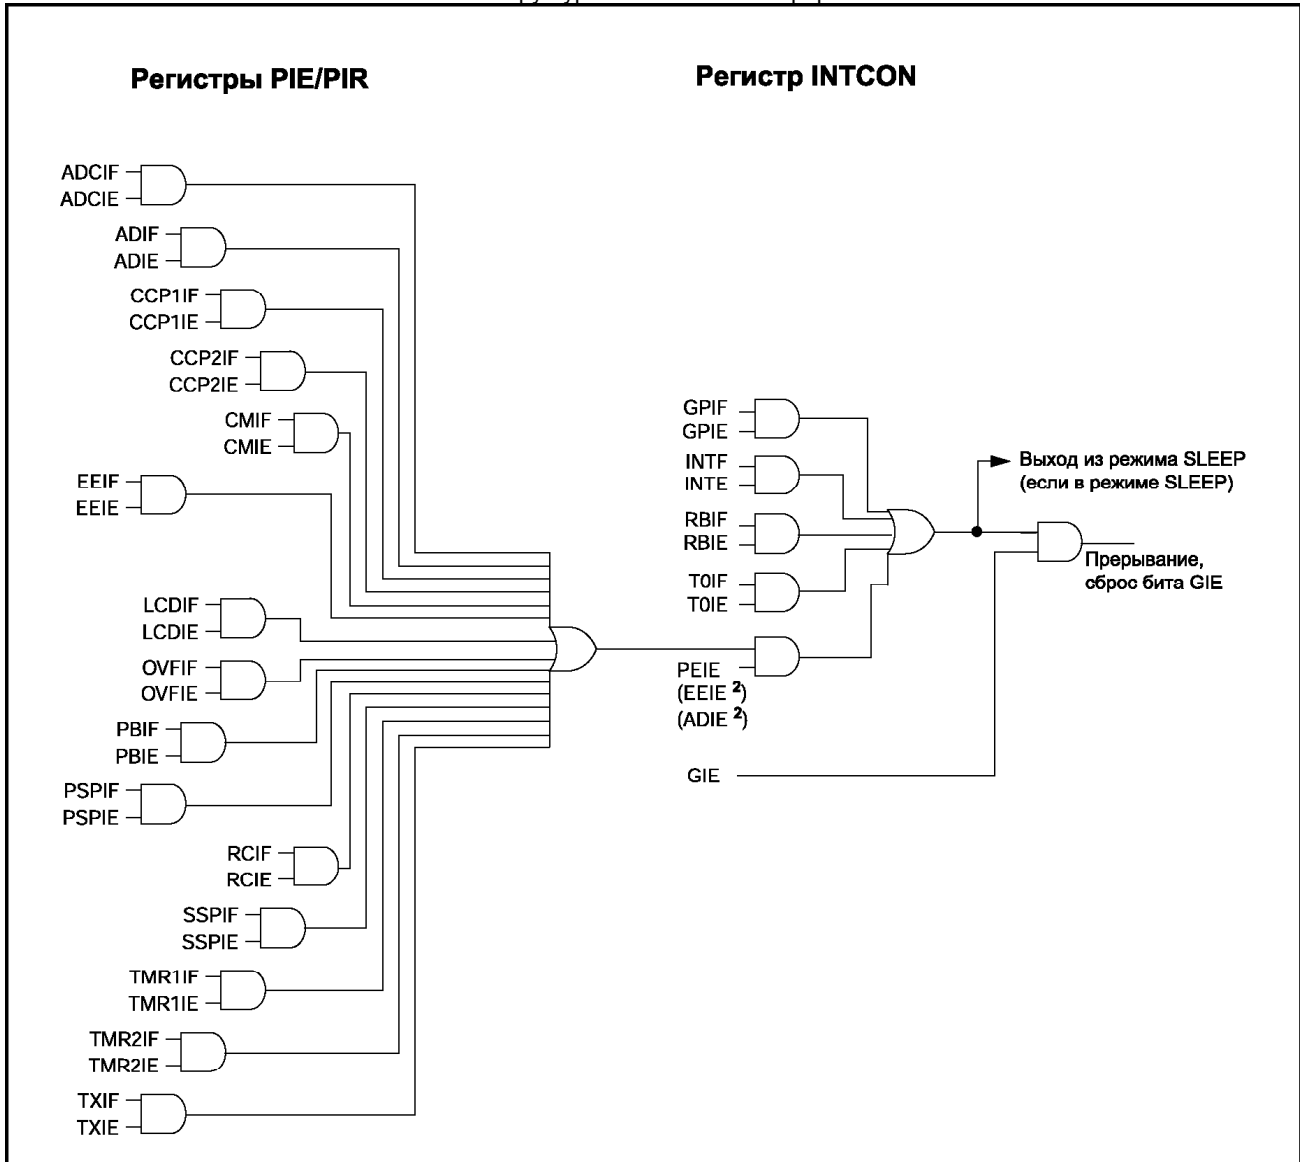 Регистры PIE/PIR
Регистр INTCON
ADCIF
ADCIE
ADIF
ADIE
CCP1IF
CCP1IE
CCP2IF
CCP2IE
CMIF
CMIE
EEIF
EEIE
LCDIF
LCDIE
OVFIF
OVFIE
PBIF
PBIE
PSPIF
PSPIE
RCIF
RCIE
SSPIF
SSPIE
TMR1IF
TMR1IE
TMR2IF
TMR2IE
TXIF
TXIE
GPIF
GPIE
INTF
INTE
RBIF
RBIE
T0IF
T0IE
PEIE
(EEIE ²)
(ADIE ²)
GIE
Выход из режима SLEEP
(если в режиме SLEEP)
Прерывание,
сброс бита GIE